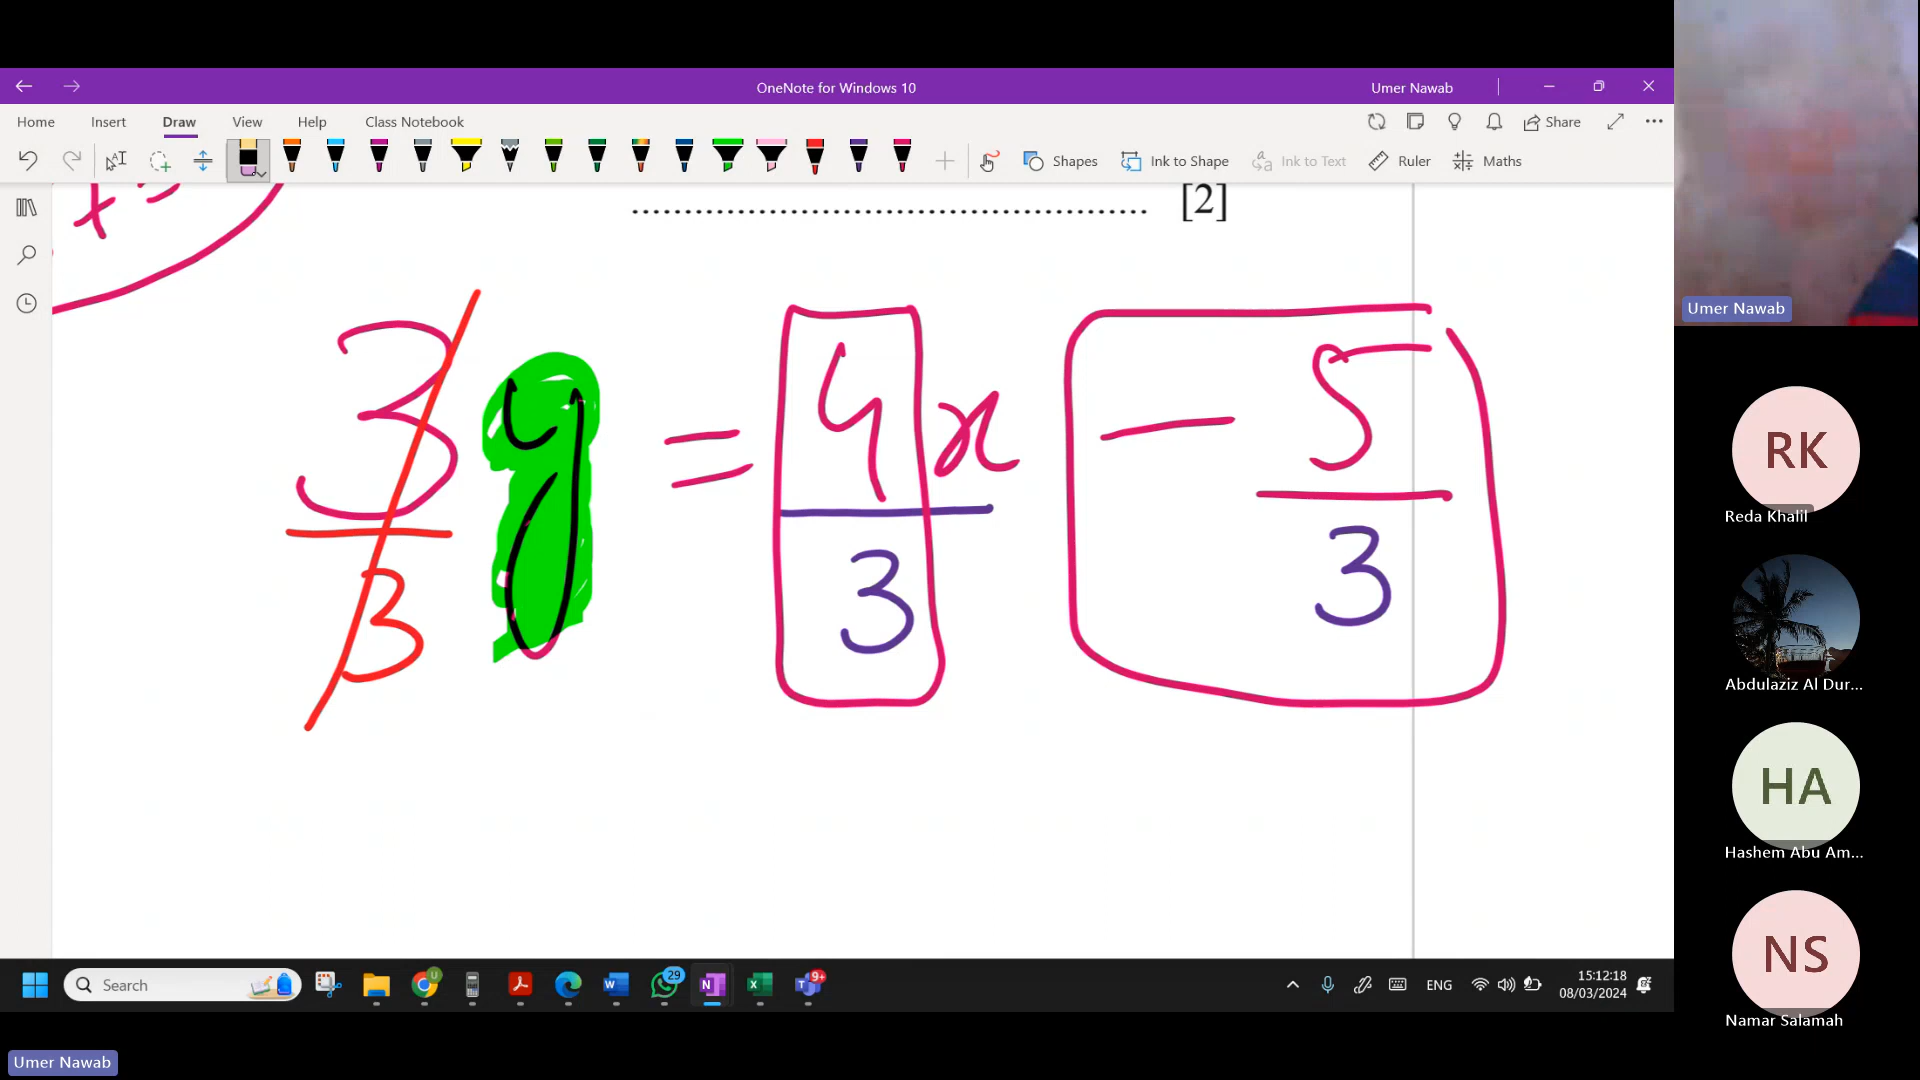 OneNote for Windows 10
Umer Nawab
Home Insert Draw View Help Class Notebook
Share
Shapes Ink to Shape Ink to Text Ruler Maths
.................................................. [2]
3/3 y = 4/3 x - 5/3
Umer Nawab
RK
Reda Khalil
Abdulaziz Al Dur...
HA
Hashem Abu Am...
NS
Namar Salamah
Search
U
29
9+
ENG
15:12:18
08/03/2024
Umer Nawab